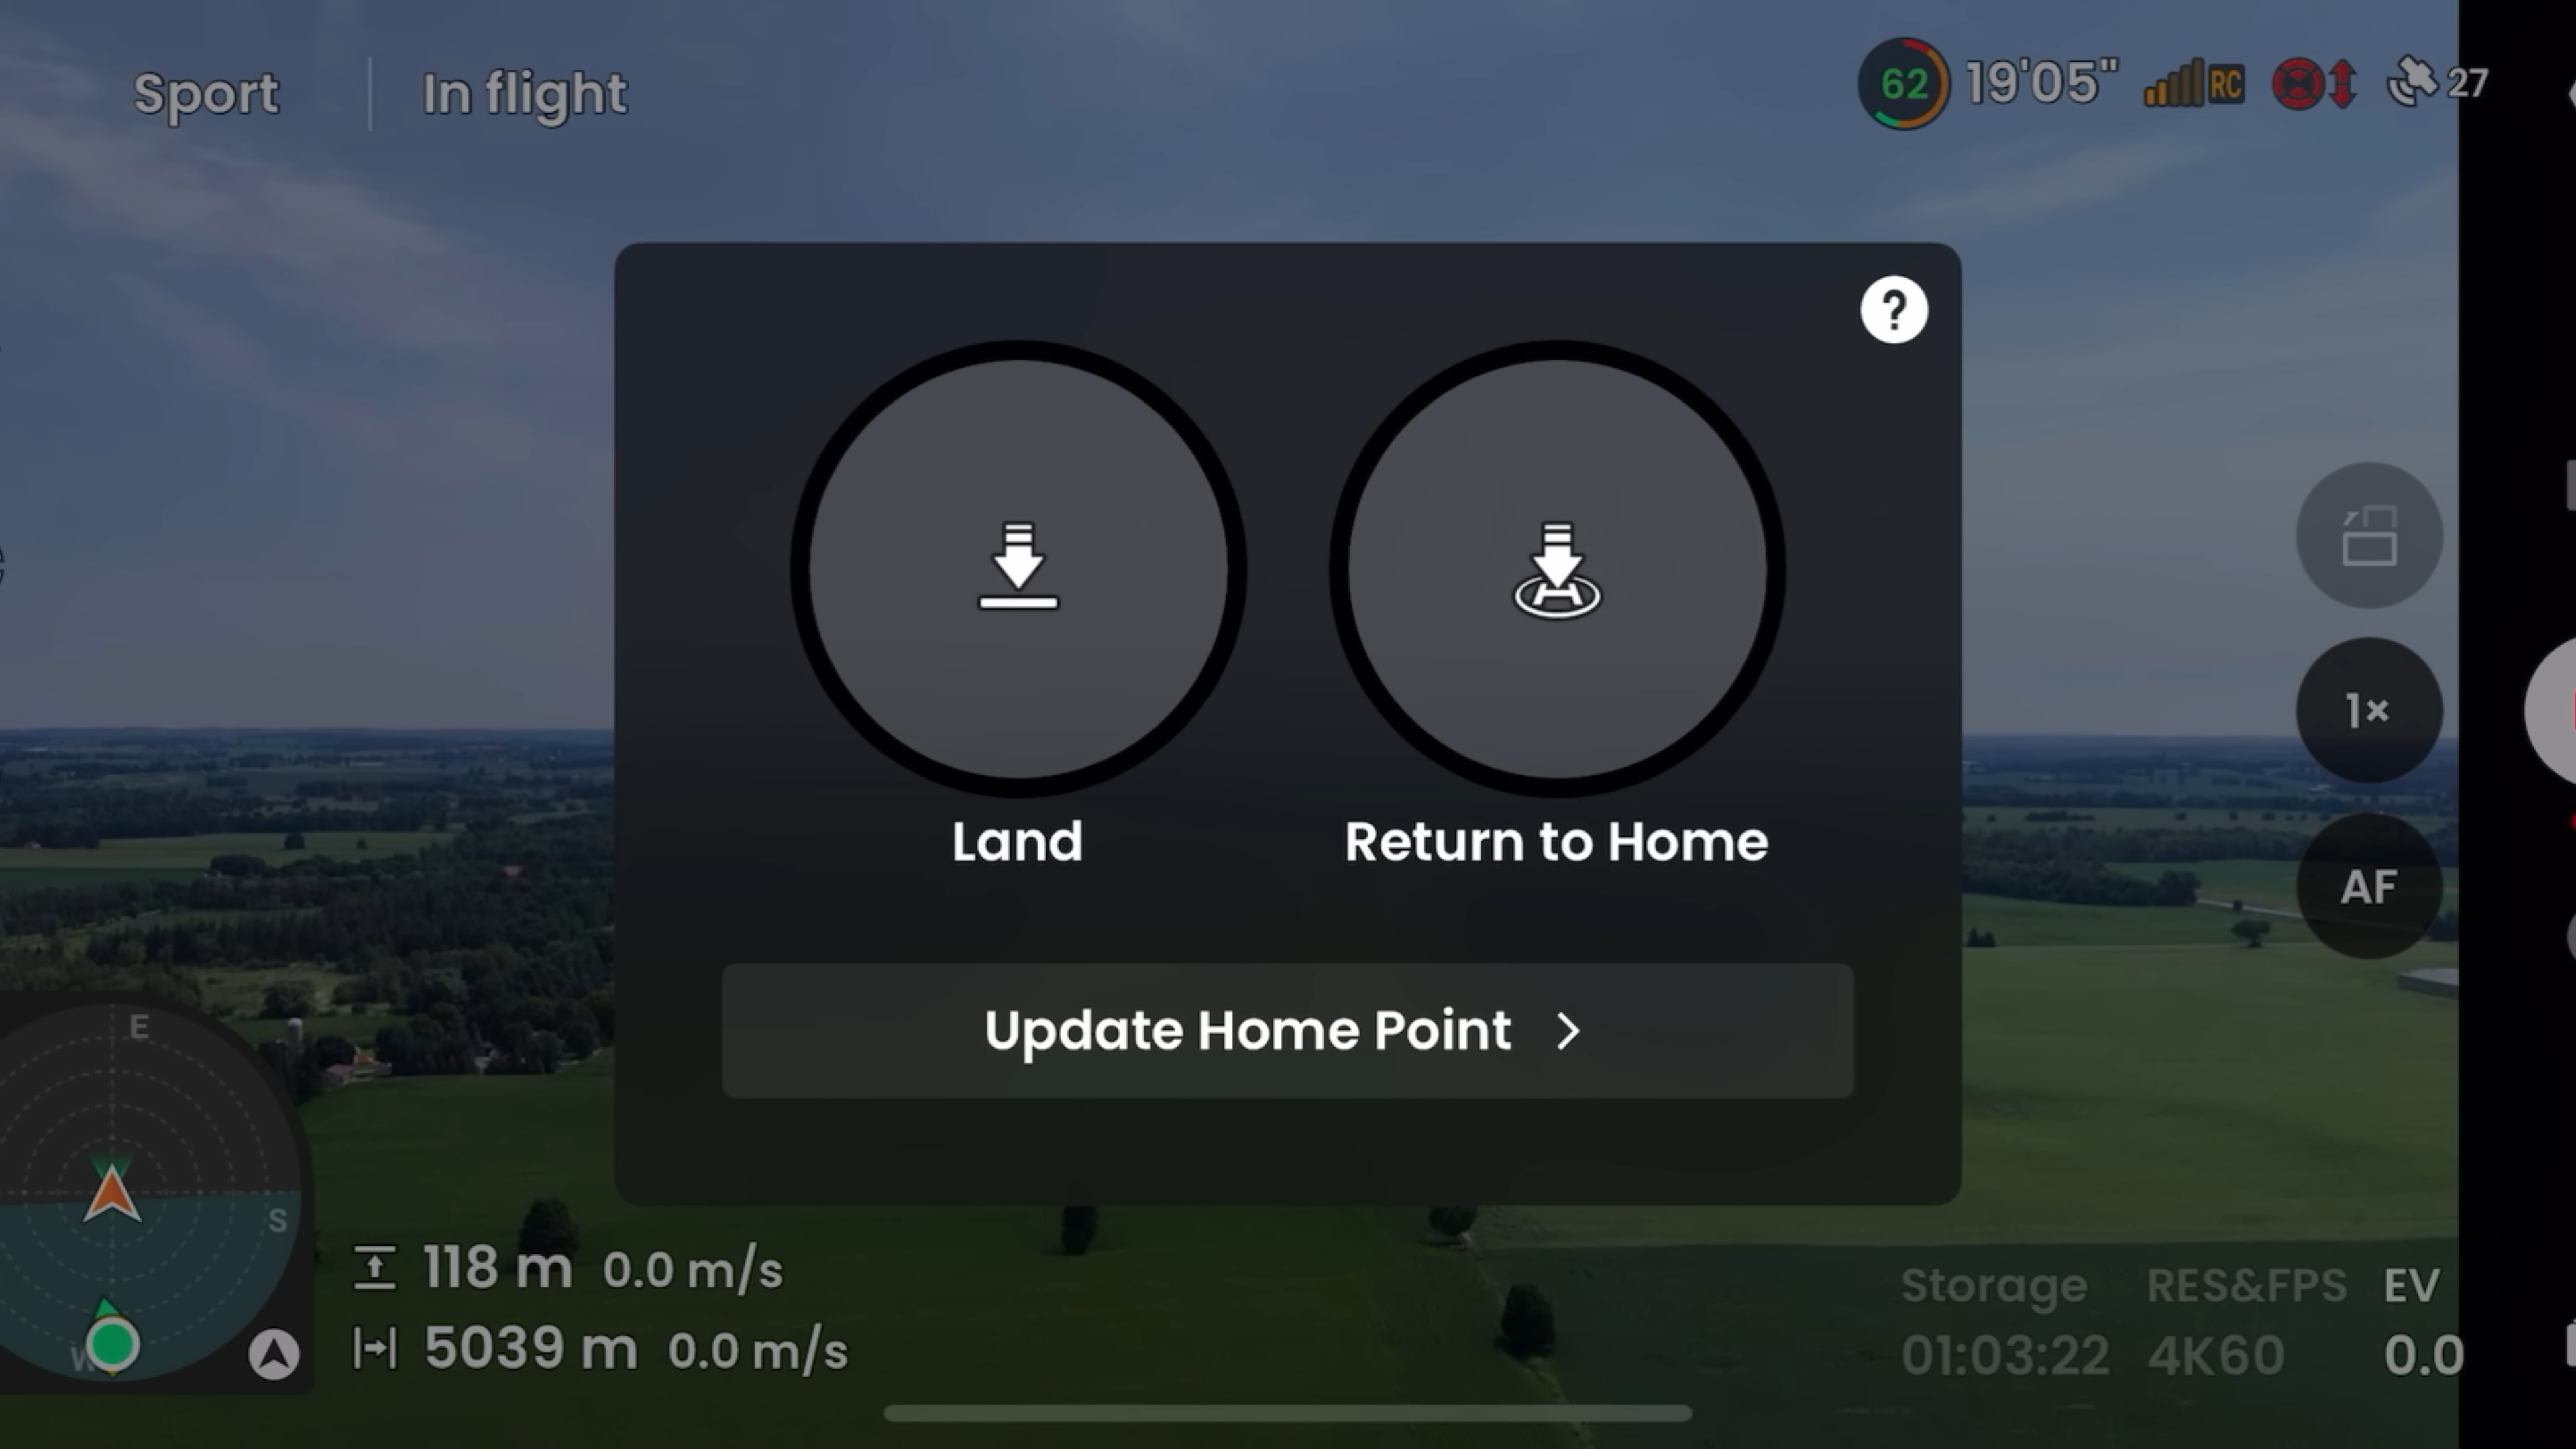 Sport | In flight
62 19'05" RC 27
?
Land
Return to Home
1×
AF
Update Home Point >
E
S
W
118 m 0.0 m/s
5039 m 0.0 m/s
Storage RES&FPS EV
01:03:22 4K60 0.0